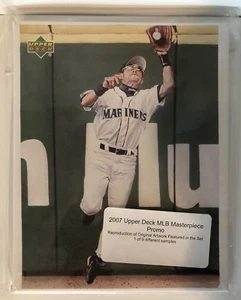 UPPER
DECK
MARINERS
2007 Upper Deck MLB Masterpiece
Promo
Reproduction of Original Artwork Featured in the Set
1 of 6 different samples